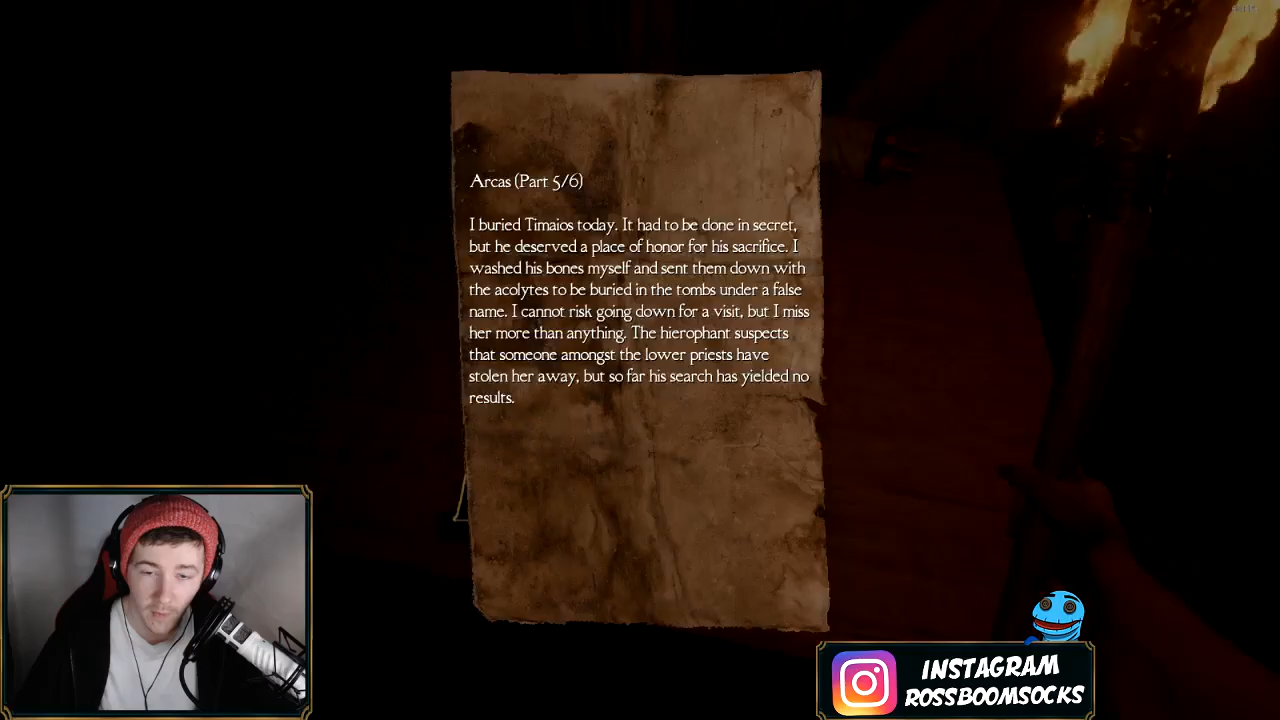 Arcas (Part 5/6)
I buried Timaios today. It had to be done in secret,
but he deserved a place of honor for his sacrifice. I
washed his bones myself and sent them down with
the acolytes to be buried in the tombs under a false
name. I cannot risk going down for a visit, but I miss
her more than anything. The hierophant suspects
that someone amongst the lower priests have
stolen her away, but so far his search has yielded no
results.
INSTAGRAM
ROSSBOOMSOCKS